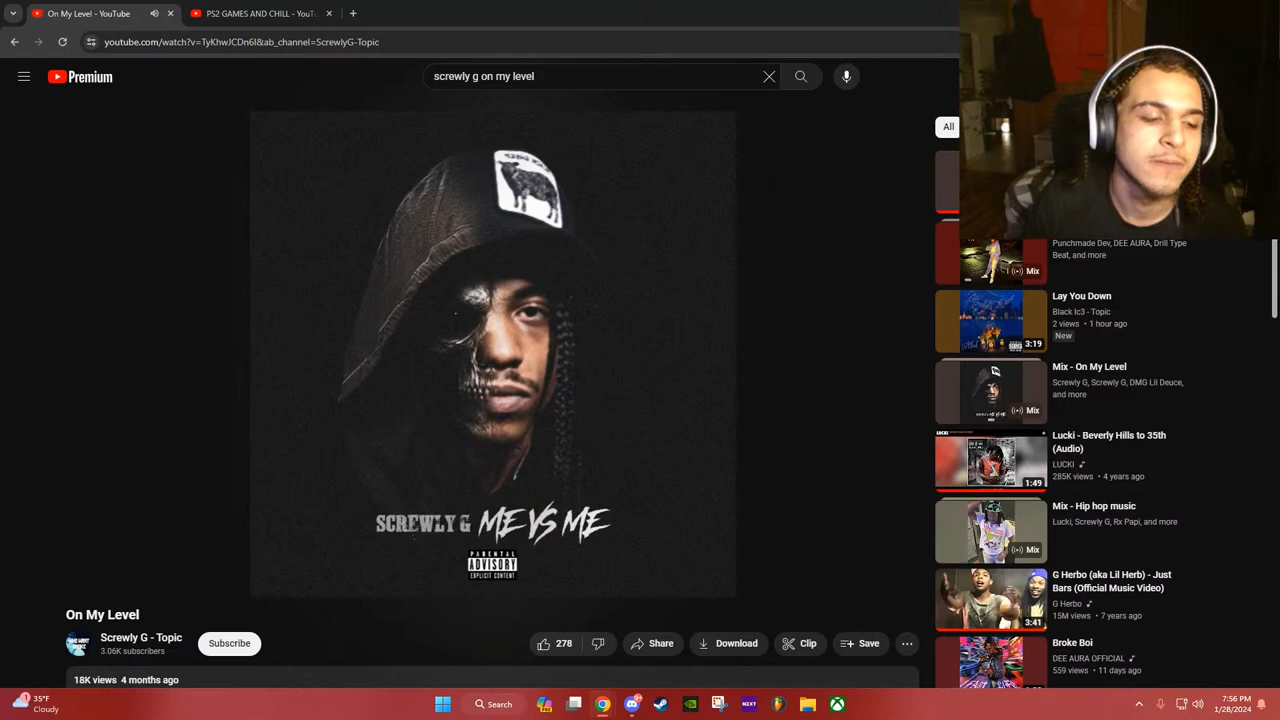 On My Level - YouTube
PS2 GAMES AND CHILL - YouT
youtube.com/watch?v=TyKhwJCDn6I&ab_channel=ScrewlyG-Topic
Premium
screwly g on my level
All
SCREWLY G ME VS ME
PARENTAL
ADVISORY
EXPLICIT CONTENT
On My Level
Screwly G - Topic
3.06K subscribers
Subscribe
278
Share
Download
Clip
Save
18K views 4 months ago
Punchmade Dev, DEE AURA, Drill Type
Beat, and more
Mix
Lay You Down
Black Ic3 - Topic
2 views • 1 hour ago
New
3:19
Mix - On My Level
Screwly G, Screwly G, DMG Lil Deuce,
and more
Mix
Lucki - Beverly Hills to 35th
(Audio)
LUCKI
285K views • 4 years ago
1:49
Mix - Hip hop music
Lucki, Screwly G, Rx Papi, and more
Mix
G Herbo (aka Lil Herb) - Just
Bars (Official Music Video)
G Herbo
15M views • 7 years ago
3:41
Broke Boi
DEE AURA OFFICIAL
559 views • 11 days ago
35°F
Cloudy
Search
7:56 PM
1/28/2024